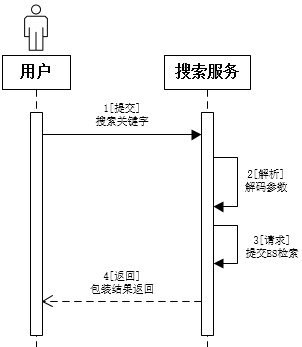 用户
搜索服务
1[提交]
搜索关键字
2[解析]
解码参数
3[请求]
提交ES检索
4[返回]
包装结果返回